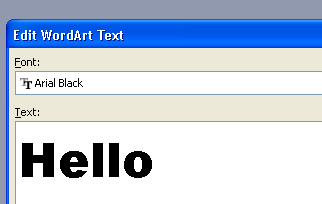 Edit WordArt Text
Font:
Arial Black
Text:
Hello